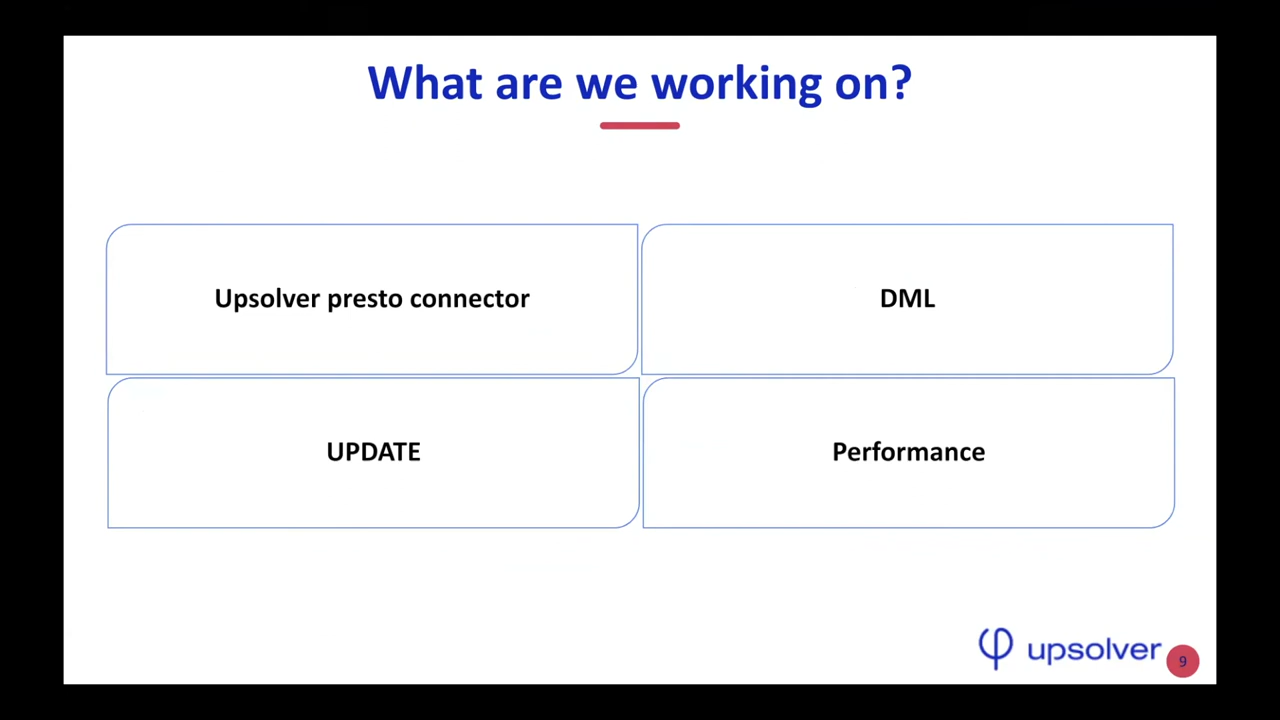 What are we working on?
Upsolver presto connector
DML
UPDATE
Performance
upsolver
9